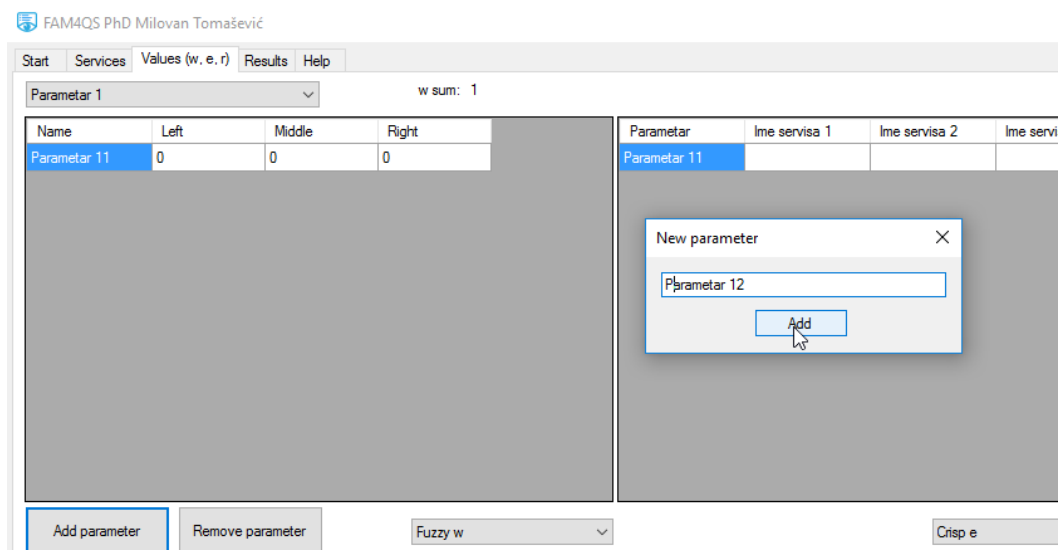 FAM4QS PhD Milovan Tomašević
Start Services Values (w, e, r) Results Help
Parametar 1 w sum: 1
Name Left Middle Right Parametar Ime servisa 1 Ime servisa 2 Ime servi
Parametar 11 0 0 0 Parametar 11
New parameter
Parametar 12
Add
Add parameter Remove parameter Fuzzy w Crisp e